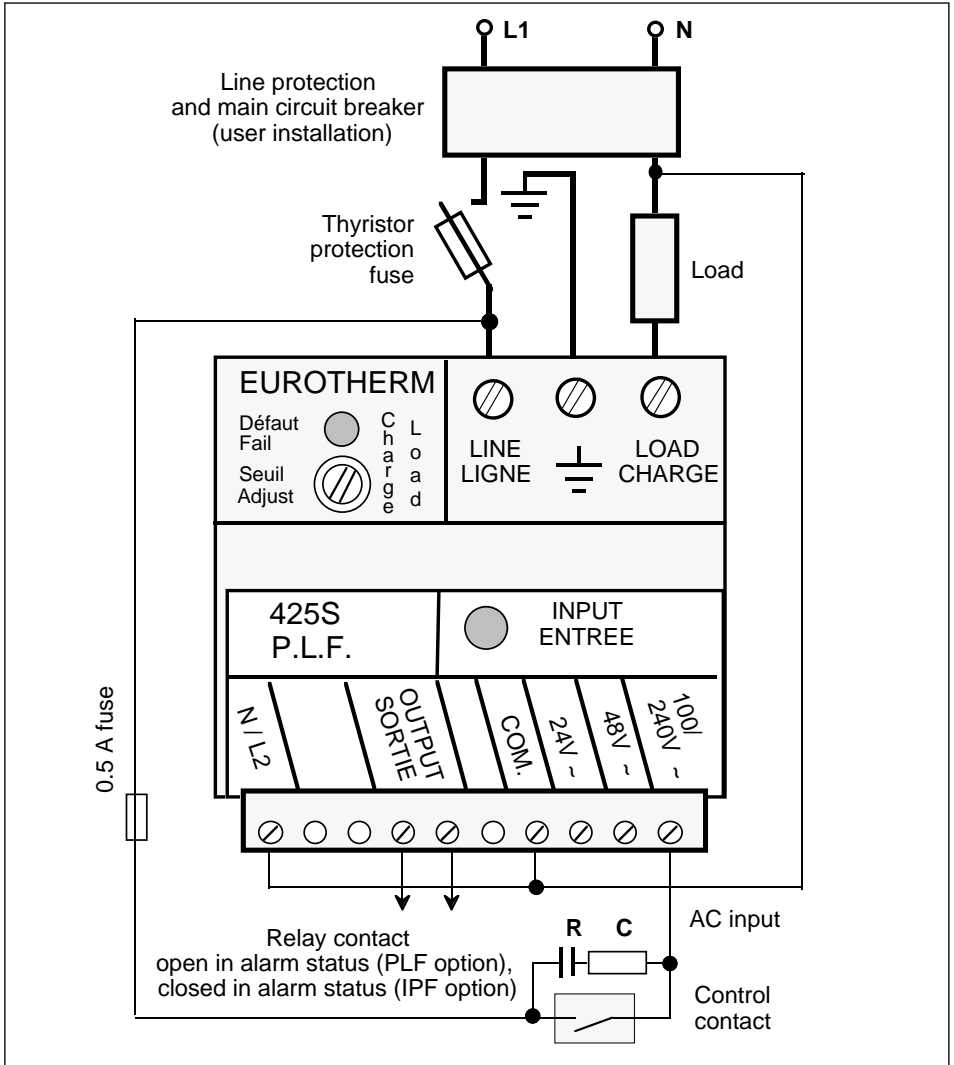 L1
N
Line protection
and main circuit breaker
(user installation)
Thyristor
protection
fuse
Load
EUROTHERM
Défaut
Fail
Seuil
Adjust
Charge
Load
LINE
LIGNE
LOAD
CHARGE
425S
P.L.F.
INPUT
ENTREE
N / L2
OUTPUT
SORTIE
COM.
24V ~
48V ~
100/
240V ~
0.5 A fuse
AC input
Relay contact
open in alarm status (PLF option),
closed in alarm status (IPF option)
R
C
Control
contact